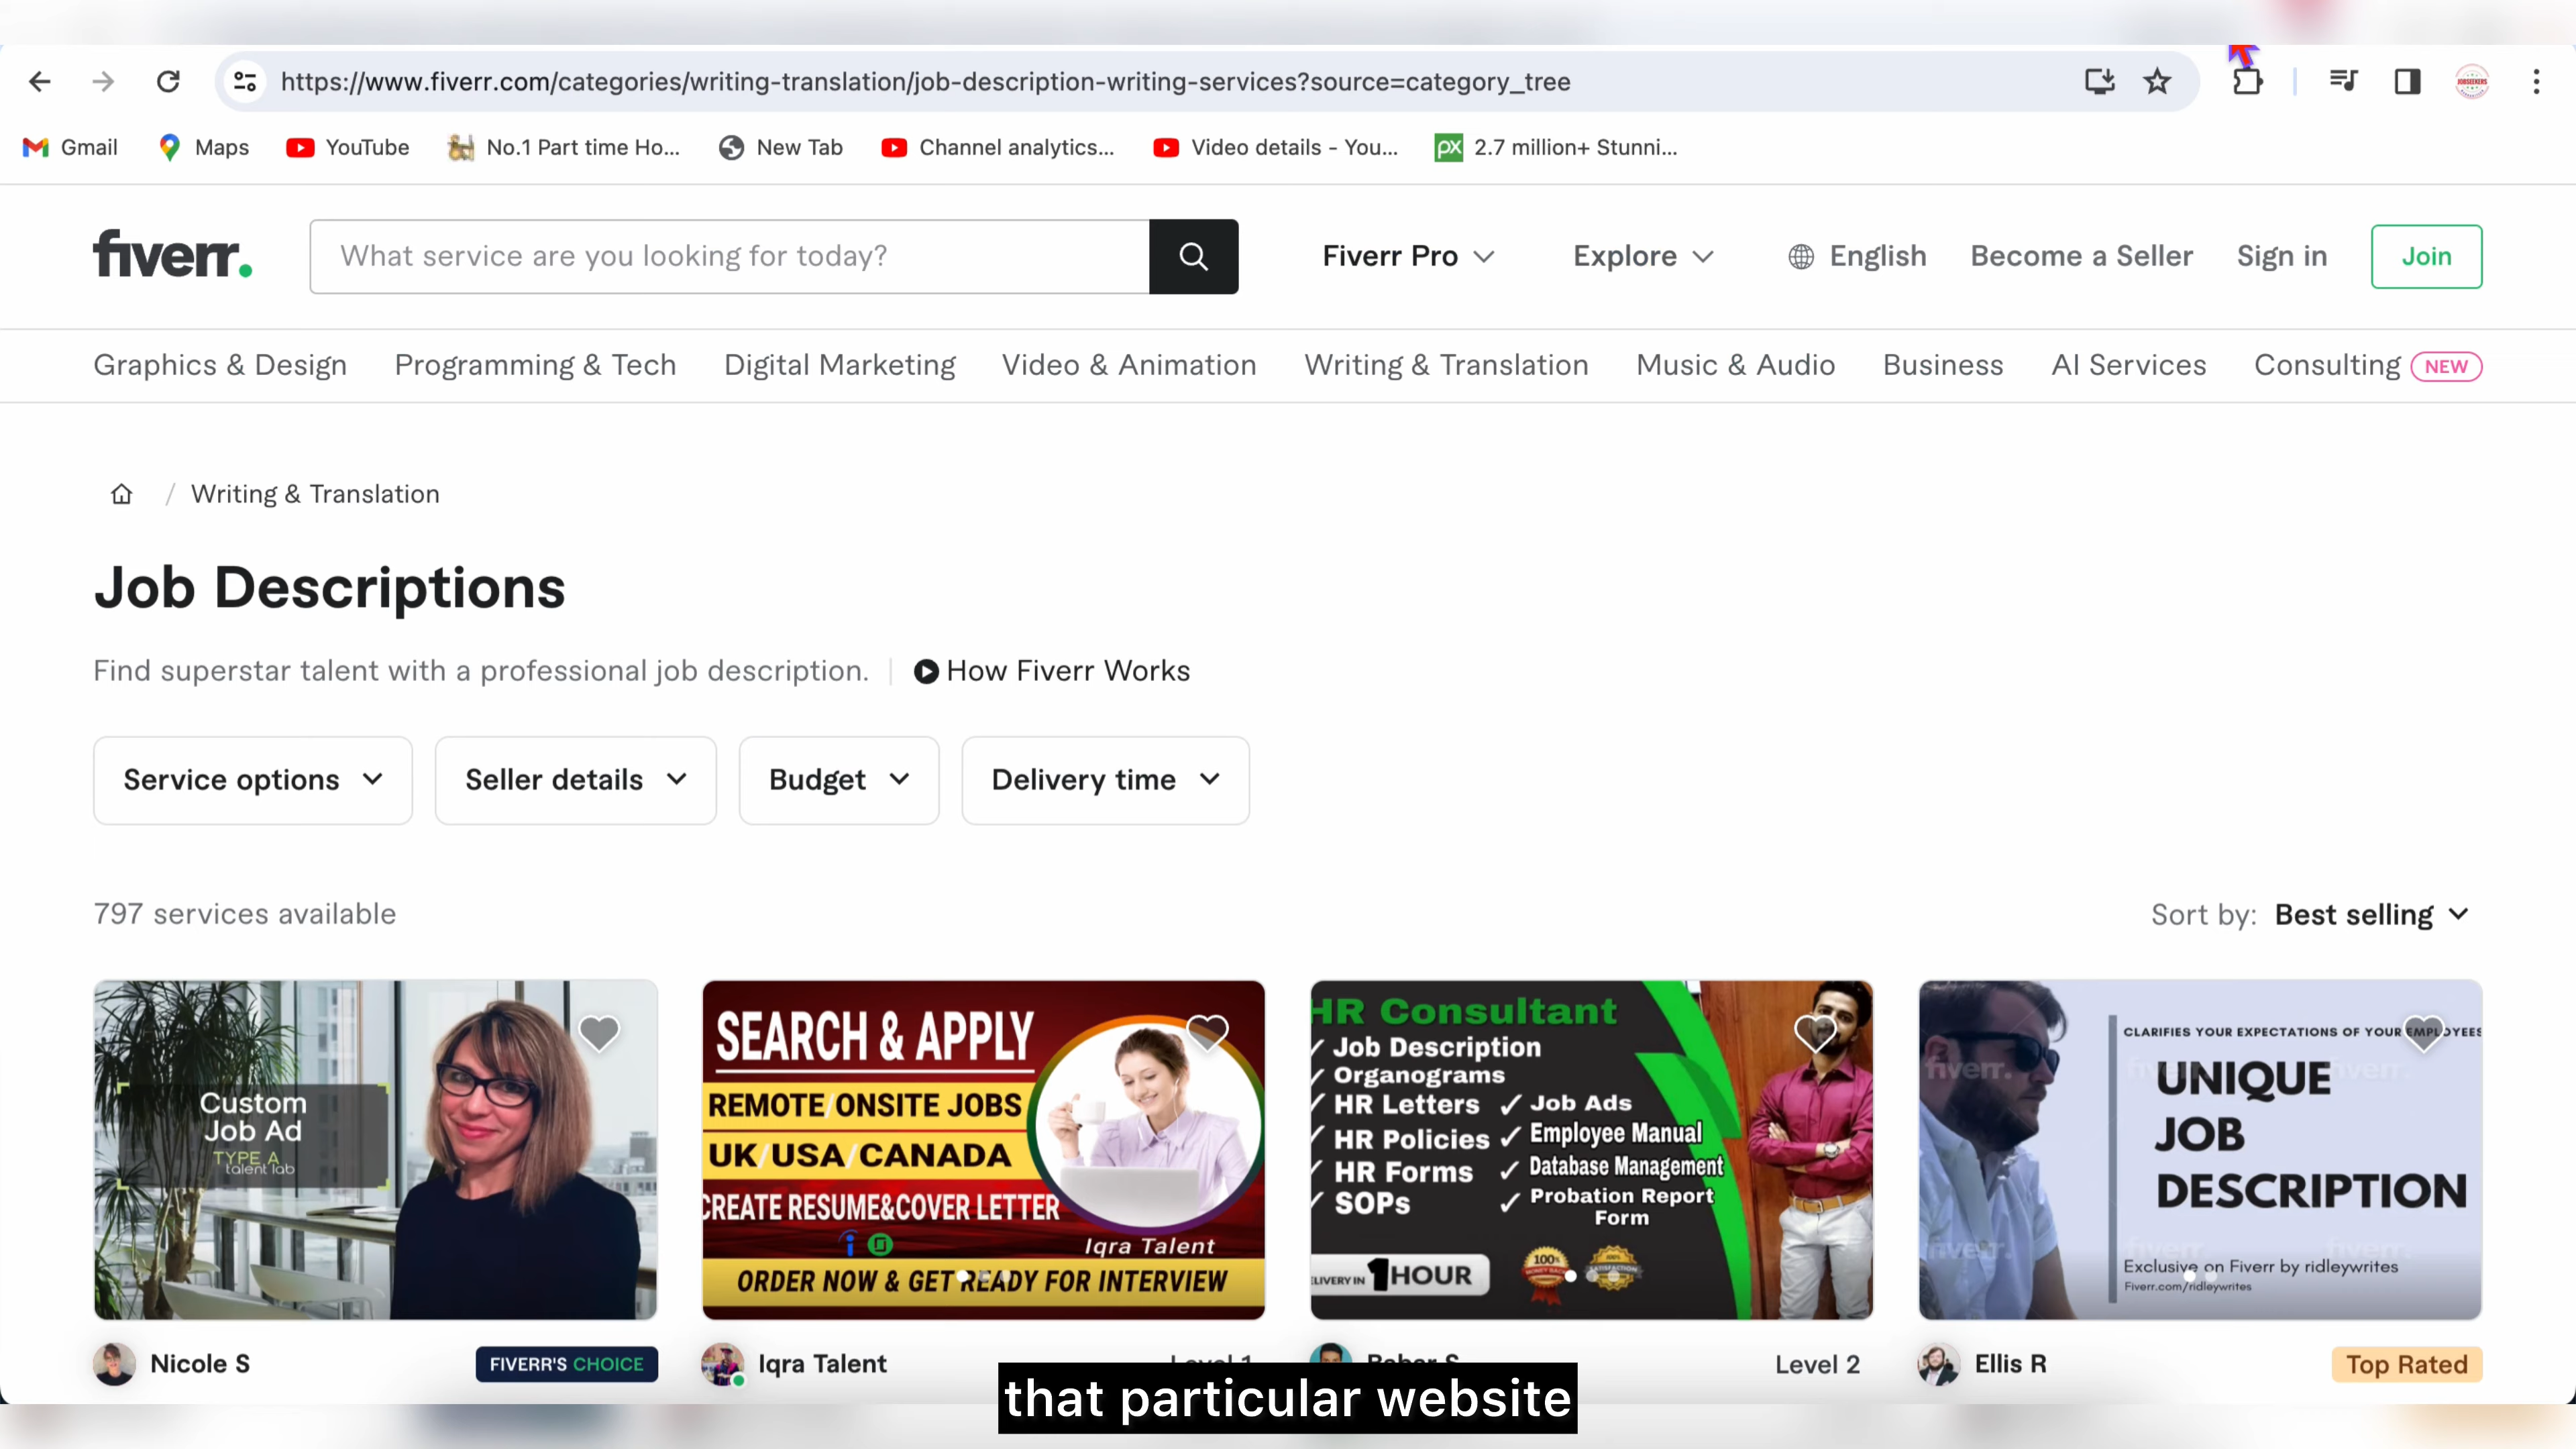 https://www.fiverr.com/categories/writing-translation/job-description-writing-services?source=category_tree
Gmail
Maps
YouTube
No.1 Part time Ho...
New Tab
Channel analytics...
Video details - You...
px
2.7 million+ Stunni...
fiverr.
What service are you looking for today?
Fiverr Pro
Explore
English
Become a Seller
Sign in
Join
Graphics & Design
Programming & Tech
Digital Marketing
Video & Animation
Writing & Translation
Music & Audio
Business
AI Services
Consulting NEW
/ Writing & Translation
Job Descriptions
Find superstar talent with a professional job description.
How Fiverr Works
Service options
Seller details
Budget
Delivery time
797 services available
Sort by: Best selling
Custom
Job Ad
TYPE A
talent lab
SEARCH & APPLY
REMOTE/ONSITE JOBS
UK/USA/CANADA
CREATE RESUME&COVER LETTER
Iqra Talent
ORDER NOW & GET READY FOR INTERVIEW
HR Consultant
✓ Job Description
✓ Organograms
✓ HR Letters
✓ HR Policies
✓ HR Forms
✓ SOPs
✓ Job Ads
✓ Employee Manual
✓ Database Management
✓ Probation Report
Form
1 HOUR
100%
CLARIFIES YOUR EXPECTATIONS OF YOUR EMPLOYEES
UNIQUE
JOB
DESCRIPTION
Exclusive on Fiverr by ridleywrites
Fiverr.com/ridleywrites
Nicole S
FIVERR'S CHOICE
Iqra Talent
Level 1
Babar S
Level 2
Ellis R
Top Rated
that particular website